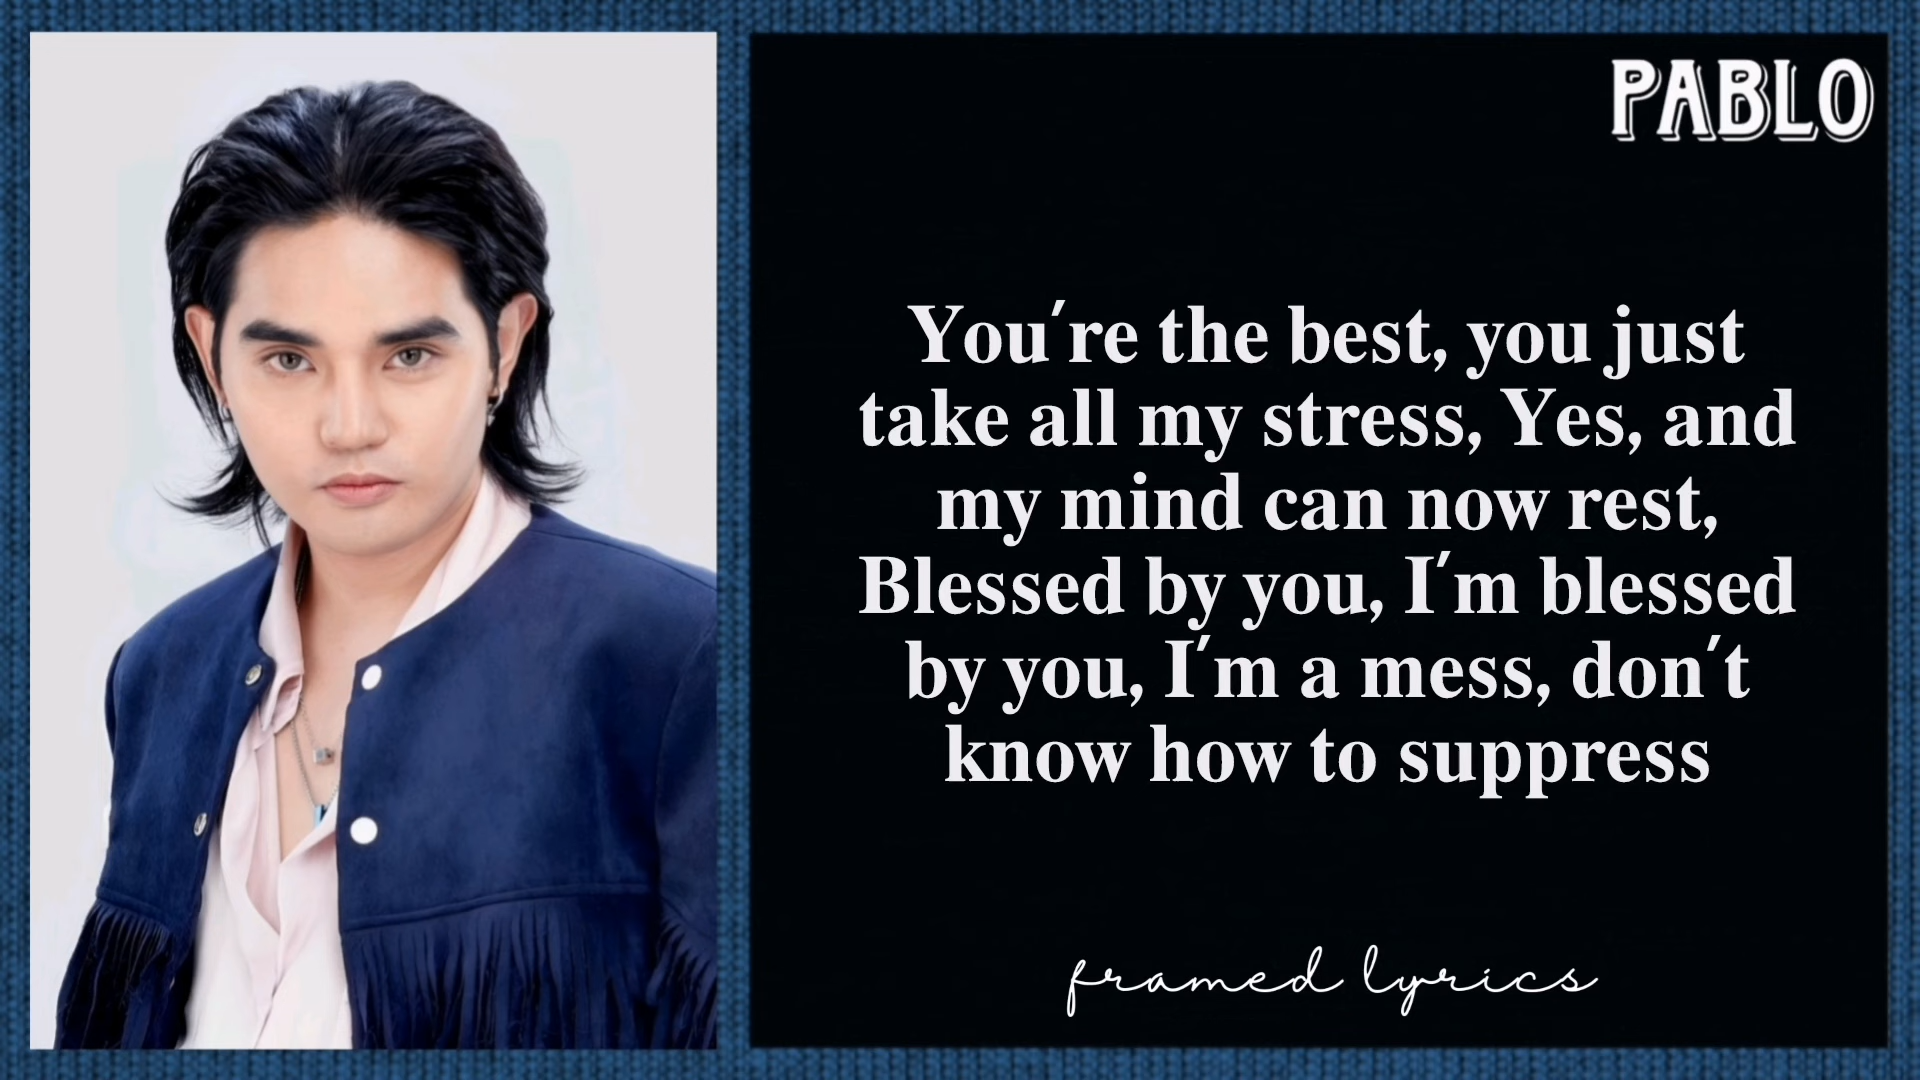 PABLO
You're the best, you just
take all my stress, Yes, and
my mind can now rest,
Blessed by you, I'm blessed
by you, I'm a mess, don't
know how to suppress
framed lyrics